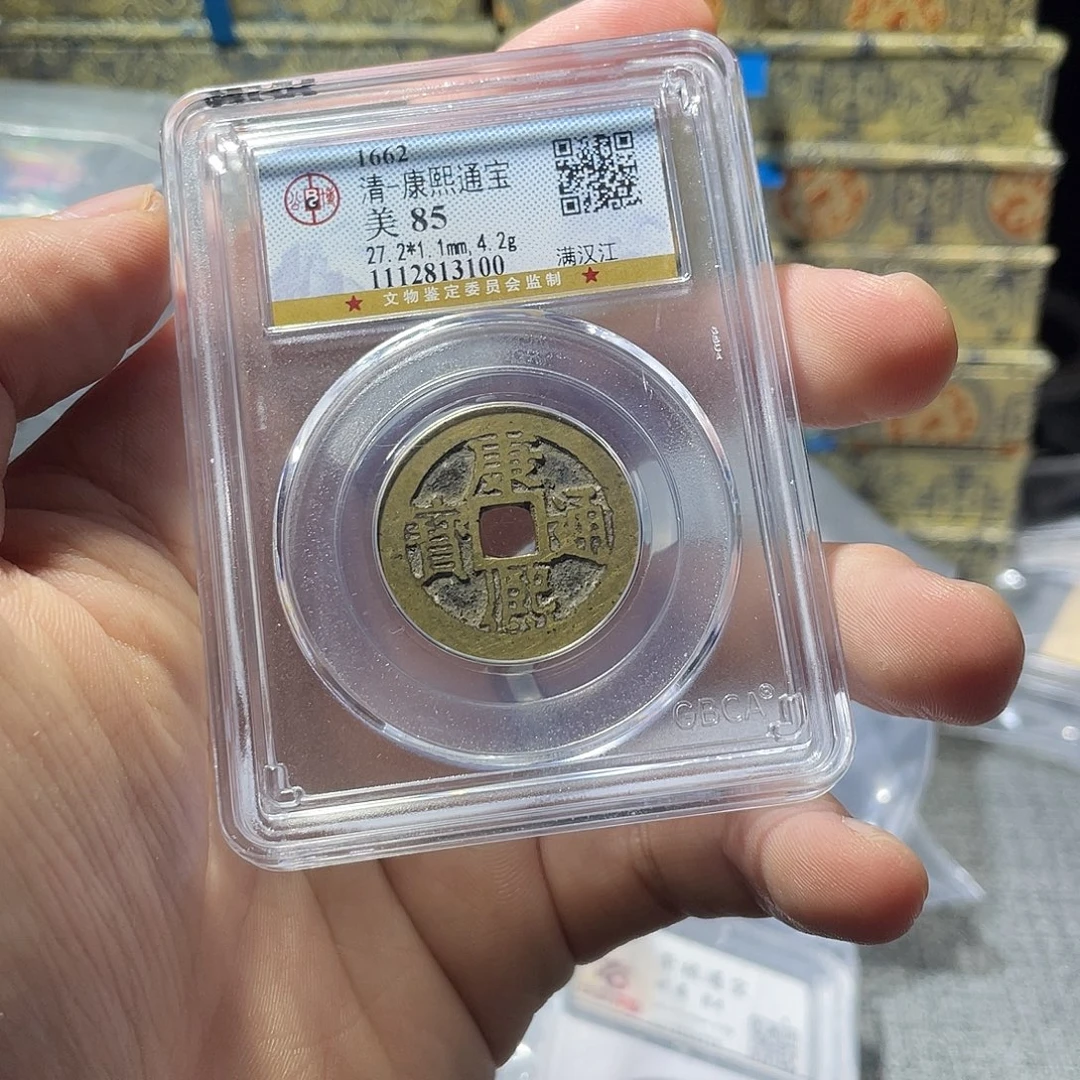 1662
清-康熙通宝
美 85
27.2*1.1mm,4.2g
满汉江
1112813100
★ 文物鉴定委员会监制 ★
康
通
寶
熙
GBCA®